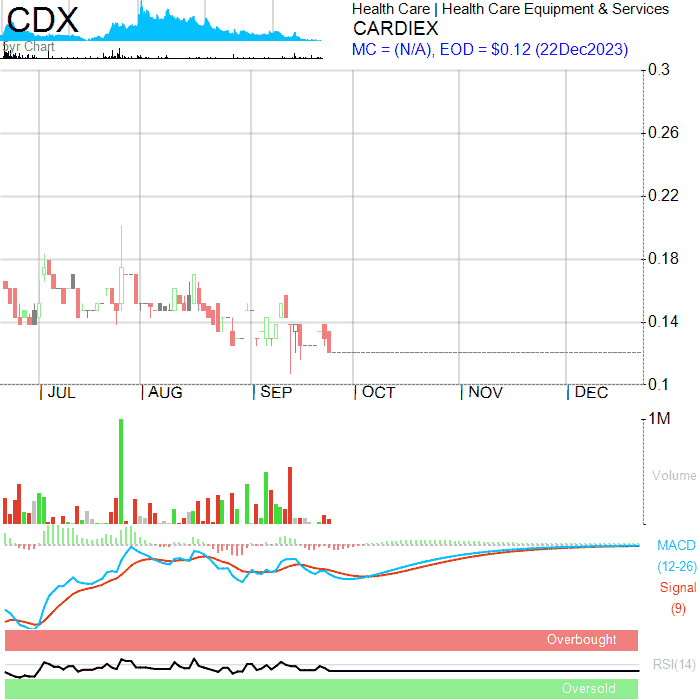 CDX
5yr Chart
Health Care | Health Care Equipment & Services
CARDIEX
MC = (N/A), EOD = $0.12 (22Dec2023)
0.3
0.26
0.22
0.18
0.14
0.1
| JUL | AUG | SEP | OCT | NOV | DEC
1M
Volume
MACD
(12-26)
Signal
(9)
Overbought
RSI(14)
Oversold